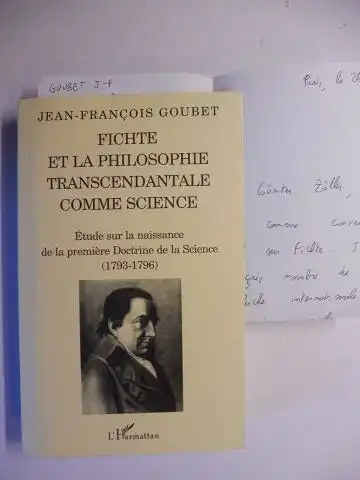 GOUBET J-F
Paris, le
JEAN-FRANÇOIS GOUBET
FICHTE
ET LA PHILOSOPHIE
TRANSCENDANTALE
COMME SCIENCE
Étude sur la naissance
de la première Doctrine de la Science
(1793-1796)
L'Harmattan
Günter Zöller,
comme
sur Fichte. J
membre de
internationale